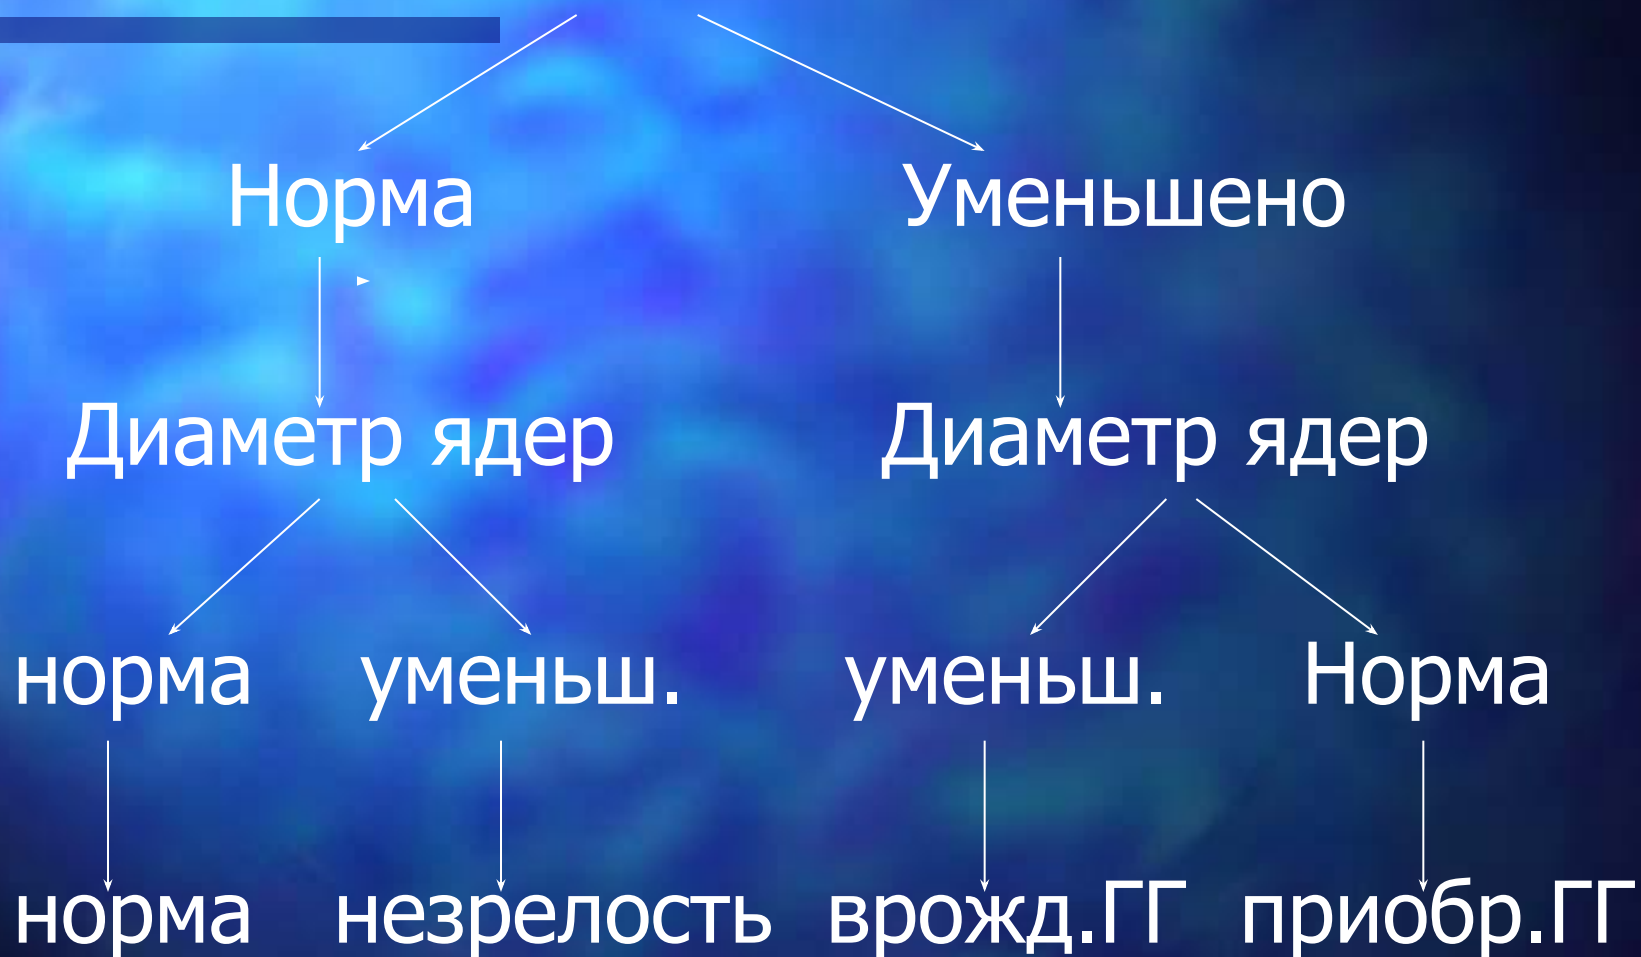 Норма Уменьшено
Диаметр ядер Диаметр ядер
норма уменьш. уменьш. Норма
норма незрелость врожд.ГГ приобр.ГГ